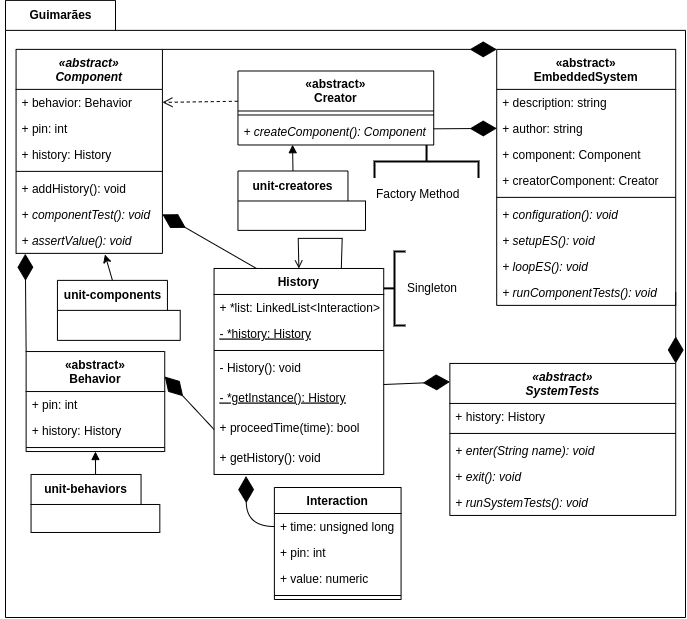 Guimarães
«abstract»
Component
+ behavior: Behavior
+ pin: int
+ history: History
+ addHistory(): void
+ componentTest(): void
+ assertValue(): void
«abstract»
Creator
+ createComponent(): Component
«abstract»
EmbeddedSystem
+ description: string
+ author: string
+ component: Component
+ creatorComponent: Creator
+ configuration(): void
+ setupES(): void
+ loopES(): void
+ runComponentTests(): void
unit-creatores
Factory Method
unit-components
History
+ *list: LinkedList<Interaction>
- *history: History
- History(): void
- *getInstance(): History
+ proceedTime(time): bool
+ getHistory(): void
Singleton
«abstract»
Behavior
+ pin: int
+ history: History
unit-behaviors
«abstract»
SystemTests
+ history: History
+ enter(String name): void
+ exit(): void
+ runSystemTests(): void
Interaction
+ time: unsigned long
+ pin: int
+ value: numeric